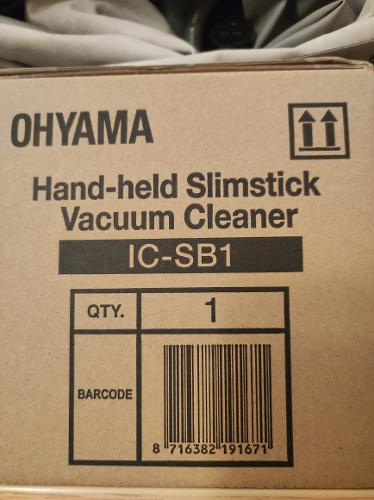 OHYAMA
Hand-held Slimstick
Vacuum Cleaner
IC-SB1
QTY. 1
BARCODE
8 716382 191671